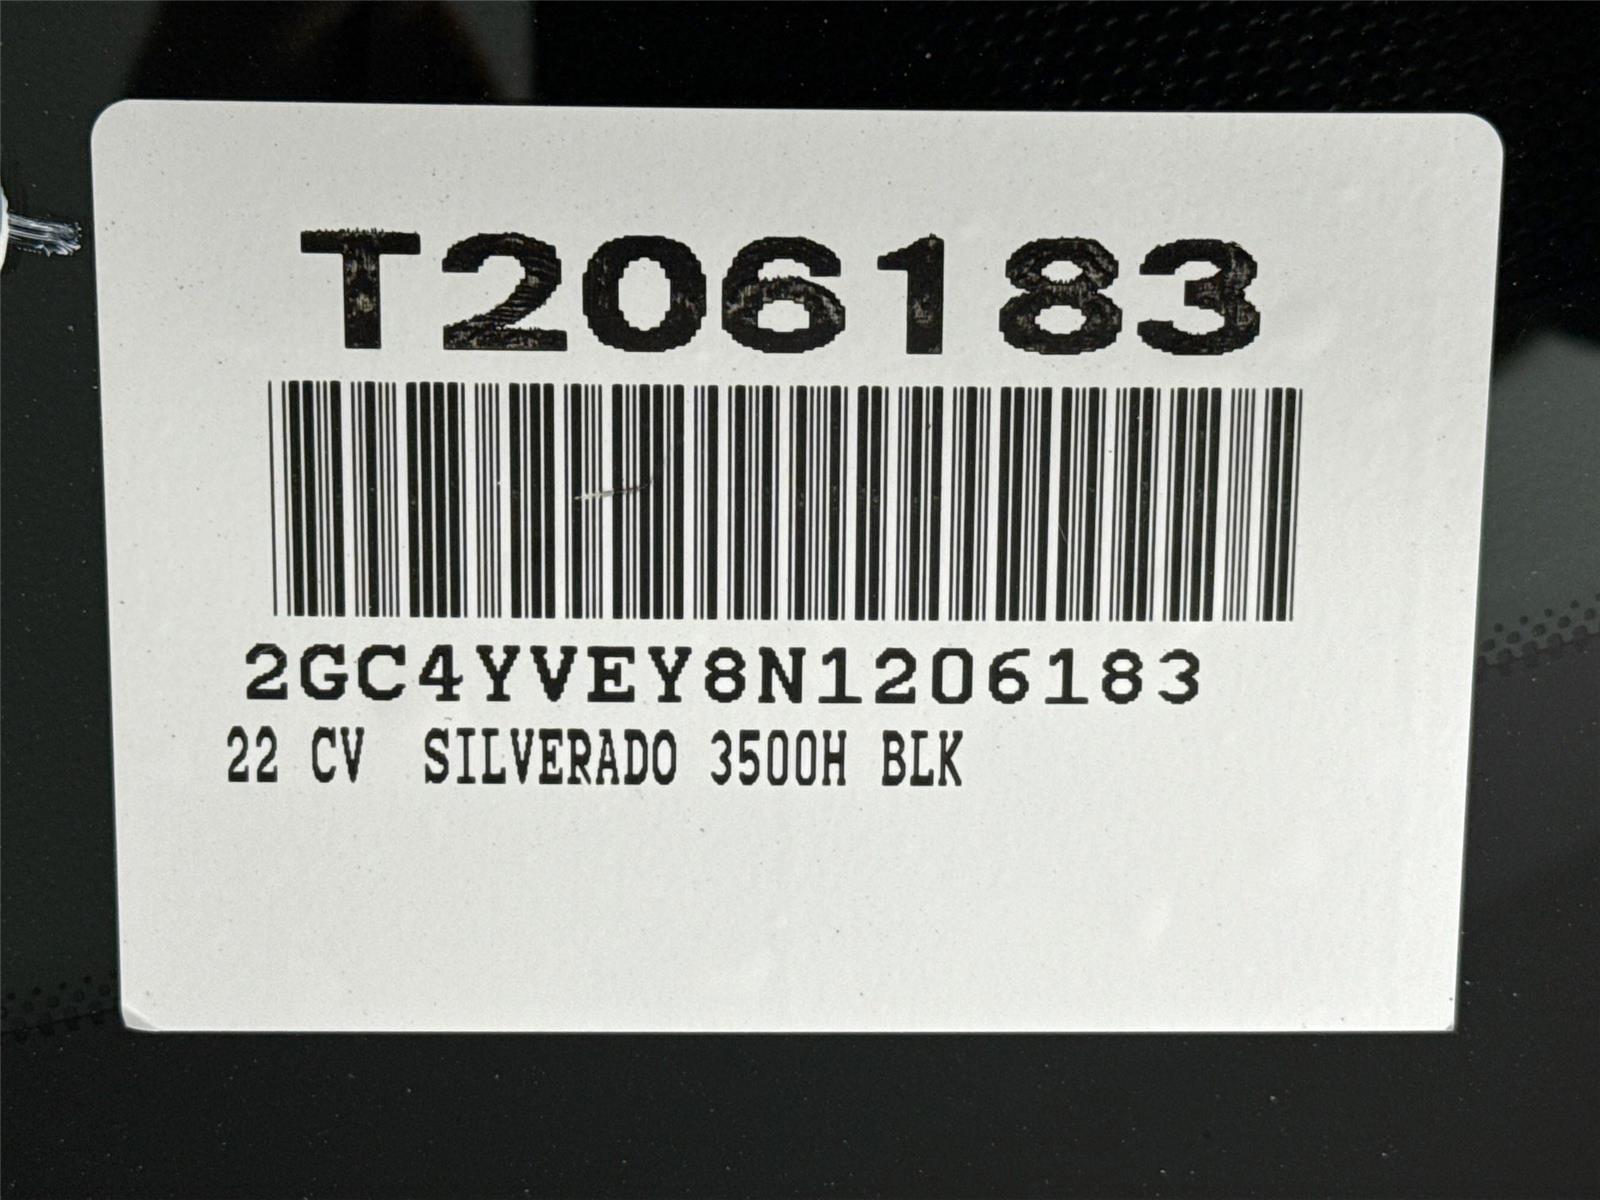 T206183
2GC4YVEY8N1206183
22 CV  SILVERADO 3500H BLK